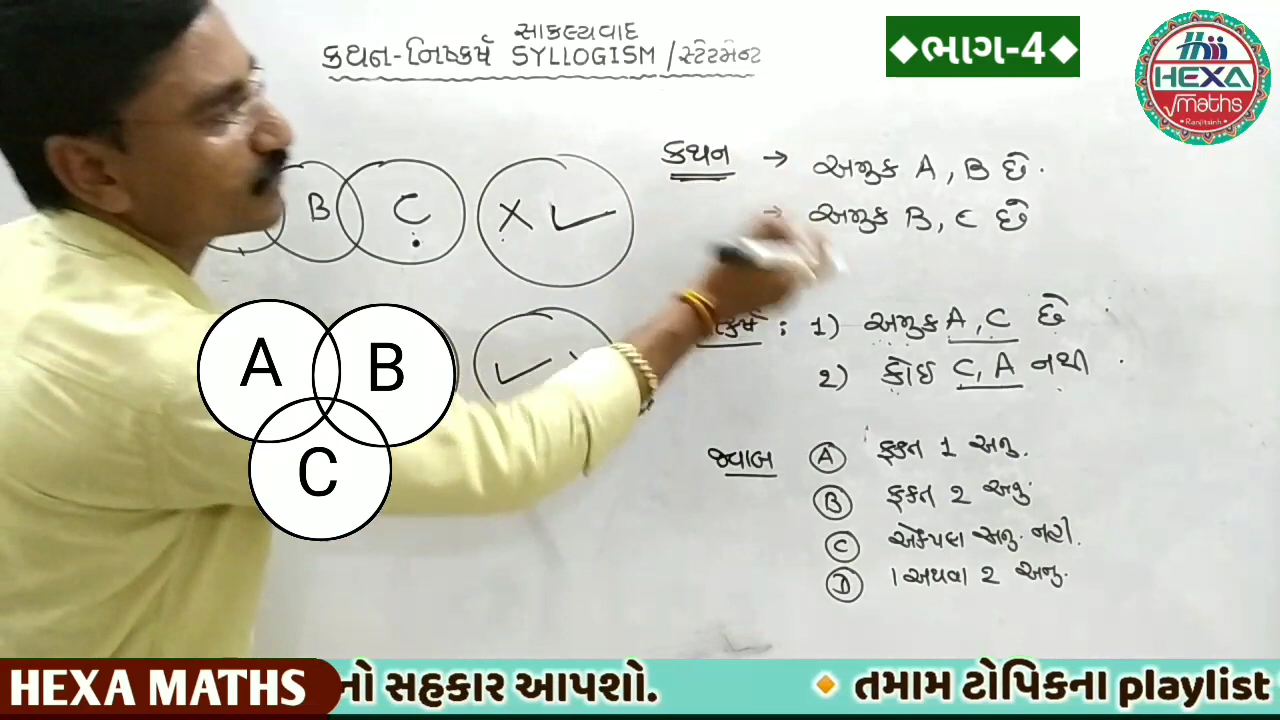 સાકલ્યવાદ
કથન-નિષ્કર્ષ SYLLOGISM /સ્ટેટમેન્ટ
◆ભાગ-4◆
HEXA
maths
Ranjitsinh
B C
A B
C
કથન → અમુક A, B છે.
→ અમુક B, C છે
: 1) અમુક A, C છે
2) કોઇ C, A નથી
જવાબ A ફક્ત 1 અનુ.
B ફક્ત 2 અનુ.
C એકપણ અનુ. નહી.
D 1 અથવા 2 અનુ.
HEXA MATHS નો સહકાર આપશો. 🔸તમામ ટોપિકના playlist